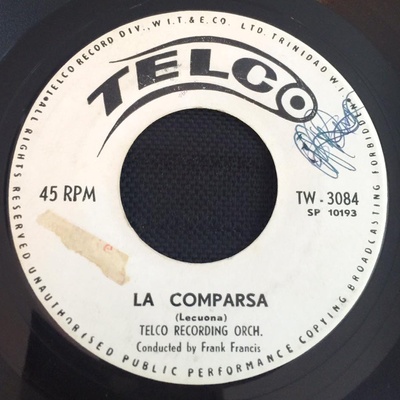 A TELCO RECORD DIV., W.I.T. & E. CO. LTD., TRINIDAD W.I.
TELCO
45 RPM
TW - 3084
SP 10193
LA COMPARSA
(Lecuona)
TELCO RECORDING ORCH.
Conducted by Frank Francis
ALL RIGHTS RESERVED. UNAUTHORISED PUBLIC PERFORMANCE COPYING BROADCASTING FORBIDDEN